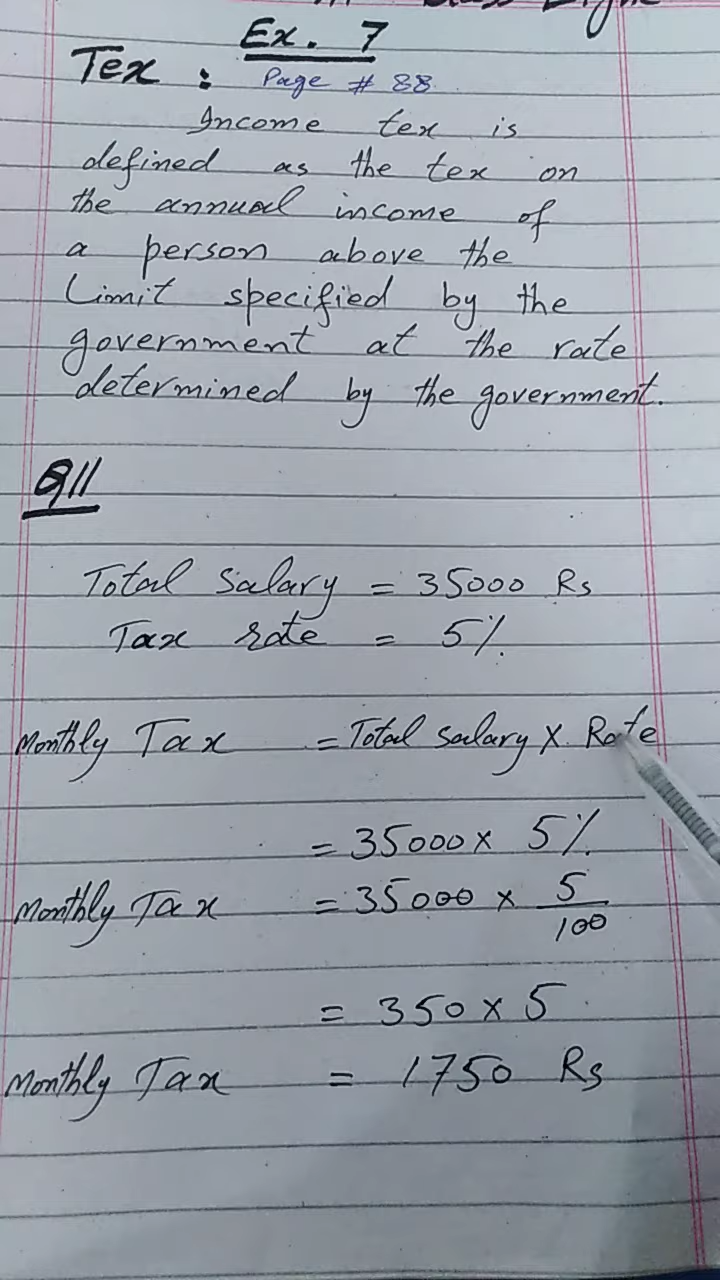 Ex. 7
Tex :
Page # 88
Income tex is
defined as the tex on
the annual income of
a person above the
Limit specified by the
government at the rate
determined by the government.
Q11
Total Salary = 35000 Rs
Tax rate = 5%
Monthly Tax = Total salary X Rate
= 35000 x 5%
Monthly Tax = 35000 x 5/100
= 350 x 5
Monthly Tax = 1750 Rs